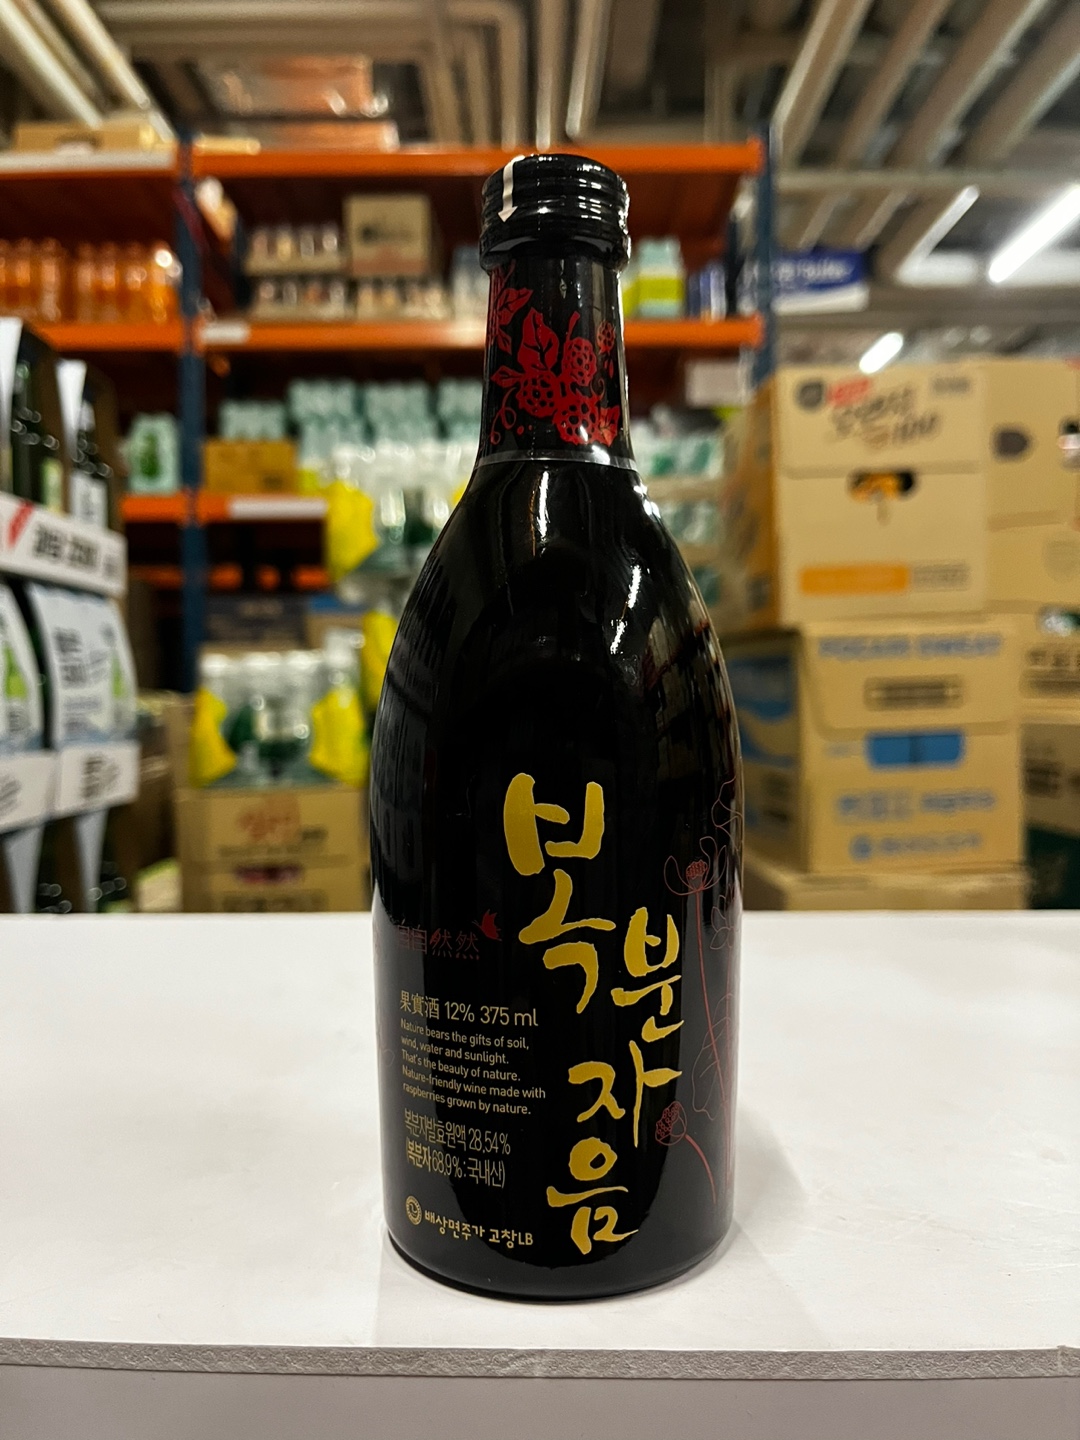 복분자음
自自然然
果實酒 12% 375 ml
Nature bears the gifts of soil,
wind, water and sunlight.
That's the beauty of nature.
Nature-friendly wine made with
raspberries grown by nature.
복분자발효원액 28.54%
(복분자 68.9% : 국내산)
배상면주가 고창LB
POCARI SWEAT